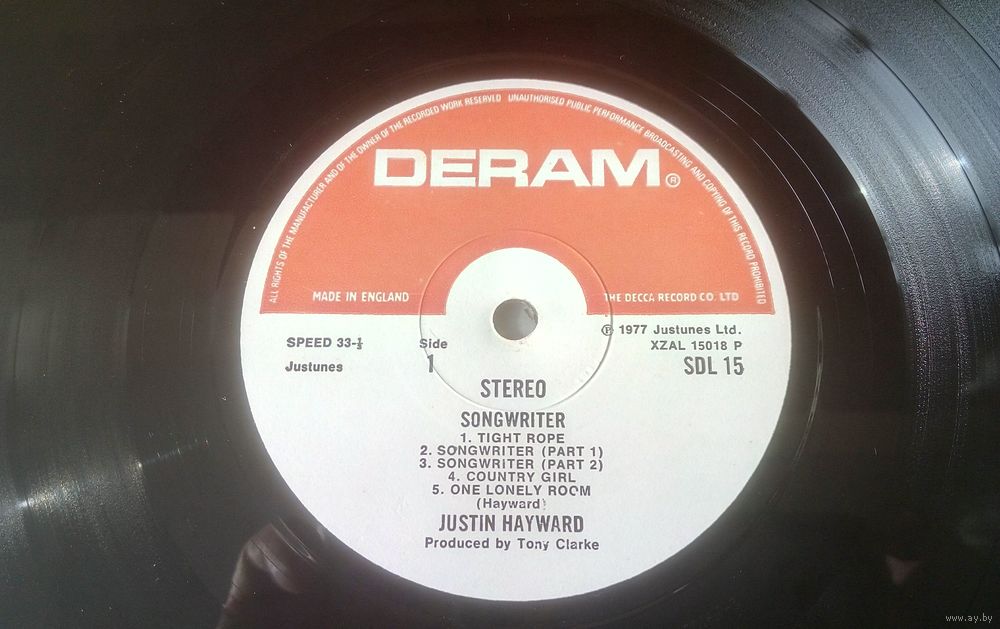 ALL RIGHTS OF THE MANUFACTURER AND OF THE OWNER OF THE RECORDED WORK RESERVED UNAUTHORISED PUBLIC PERFORMANCE BROADCASTING AND COPYING OF THIS RECORD PROHIBITED
DERAM®
MADE IN ENGLAND
THE DECCA RECORD CO. LTD
SPEED 33-⅓
Side
℗ 1977 Justunes Ltd.
XZAL 15018 P
Justunes
1
SDL 15
STEREO
SONGWRITER
1. TIGHT ROPE
2. SONGWRITER (PART 1)
3. SONGWRITER (PART 2)
4. COUNTRY GIRL
5. ONE LONELY ROOM
(Hayward)
JUSTIN HAYWARD
Produced by Tony Clarke
www.ay.by